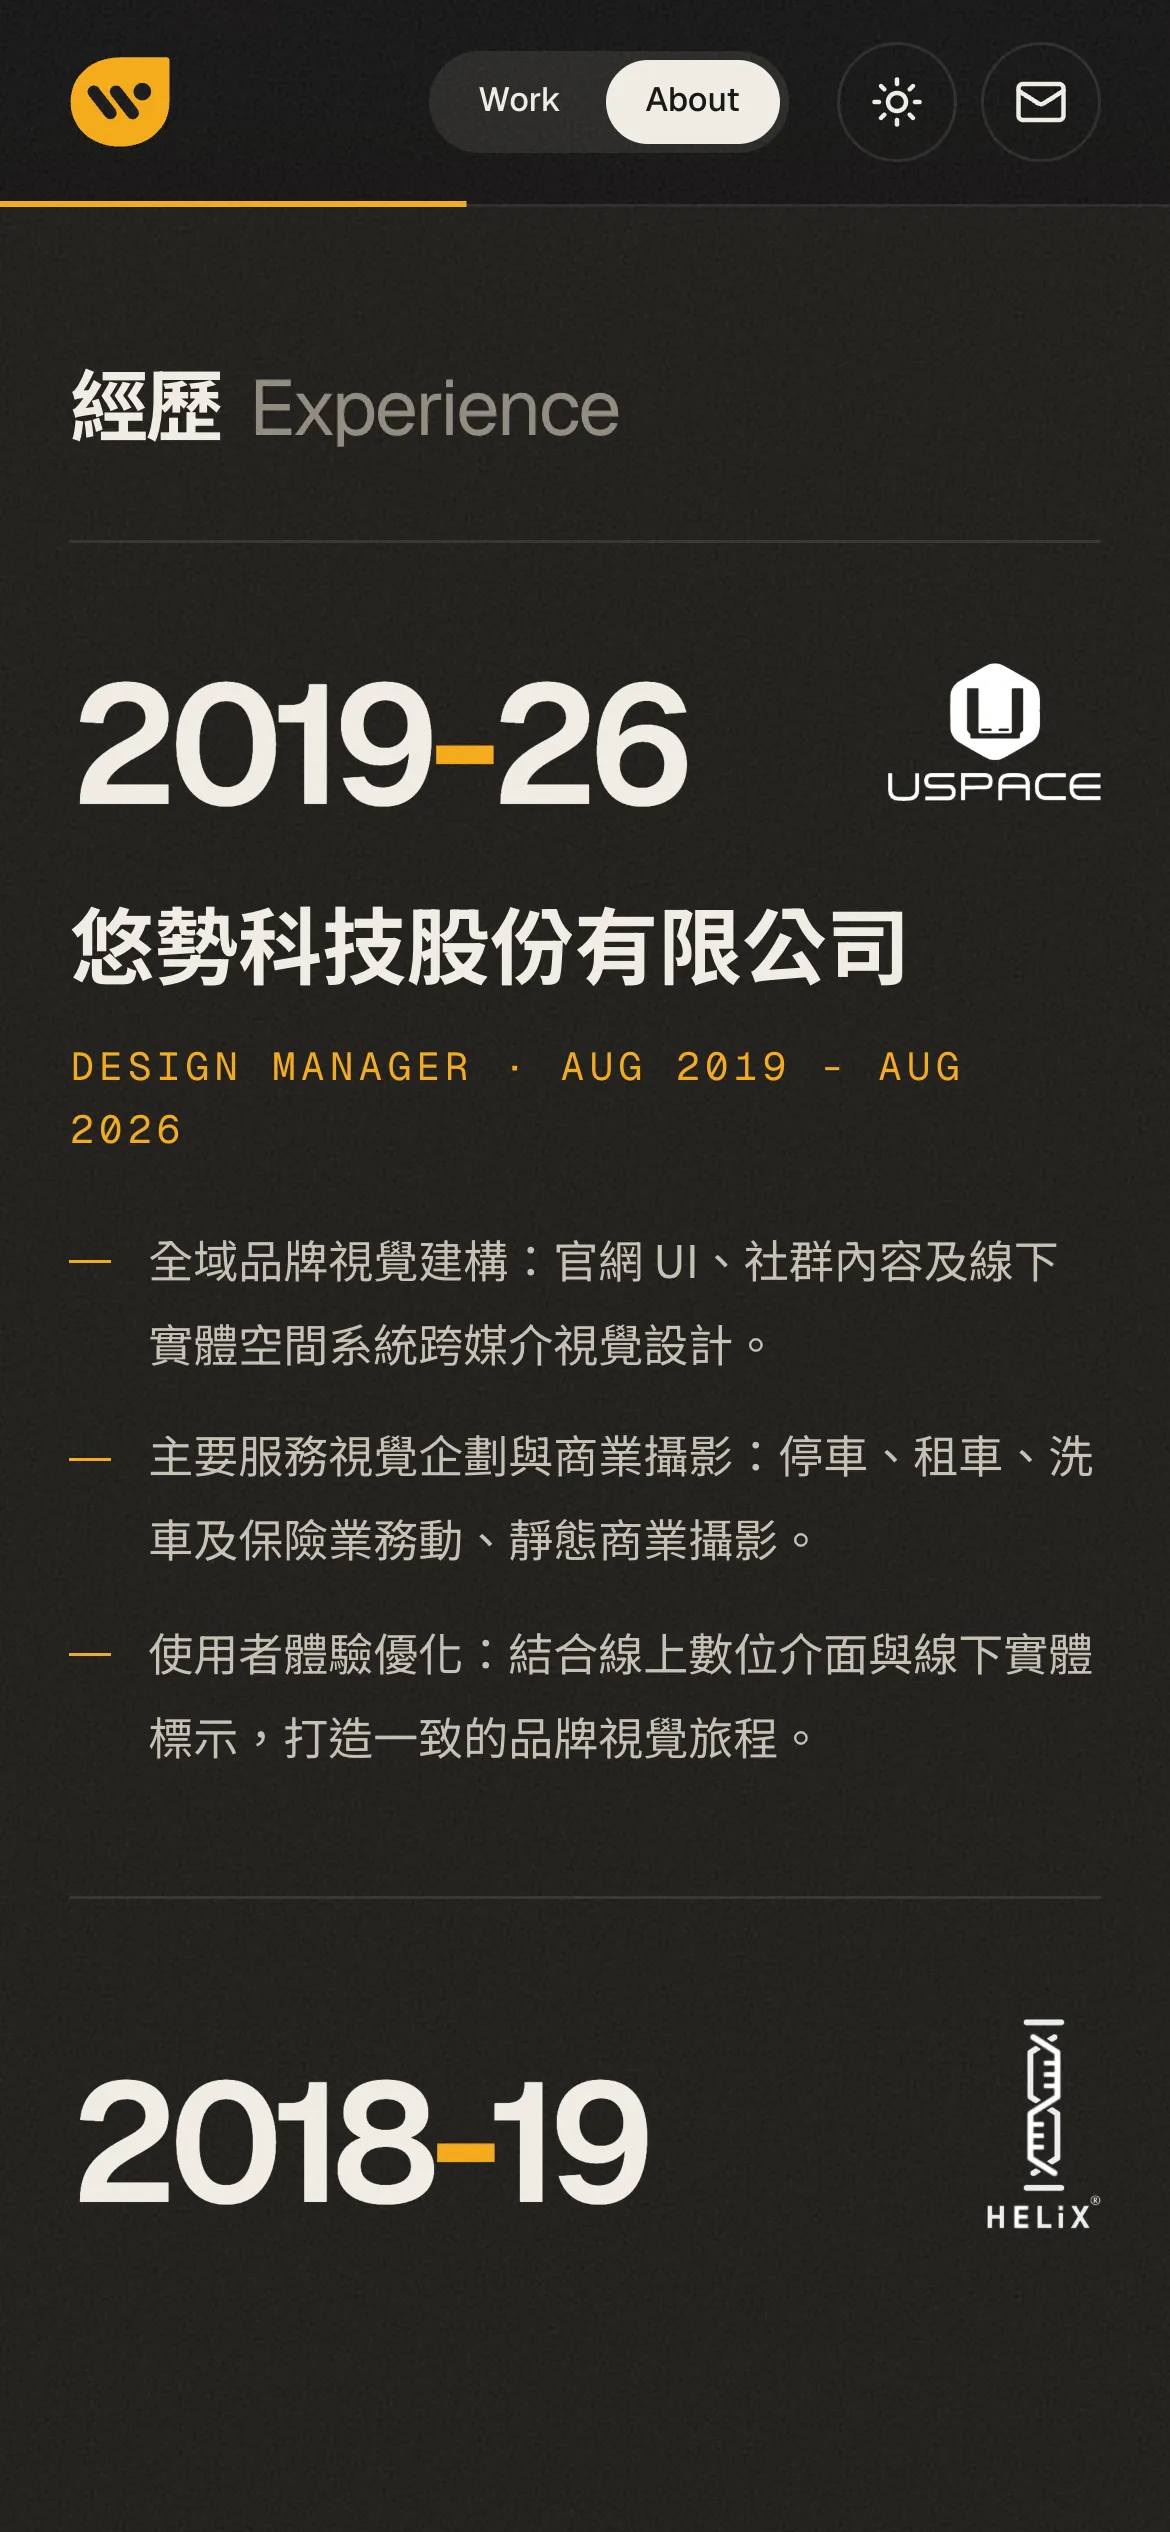 Work About
經歷 Experience
2019-26
USPACE
悠勢科技股份有限公司
DESIGN MANAGER · AUG 2019 - AUG
2026
全域品牌視覺建構：官網 UI、社群內容及線下
實體空間系統跨媒介視覺設計。
主要服務視覺企劃與商業攝影：停車、租車、洗
車及保險業務動、靜態商業攝影。
使用者體驗優化：結合線上數位介面與線下實體
標示，打造一致的品牌視覺旅程。
2018-19
HELiX®